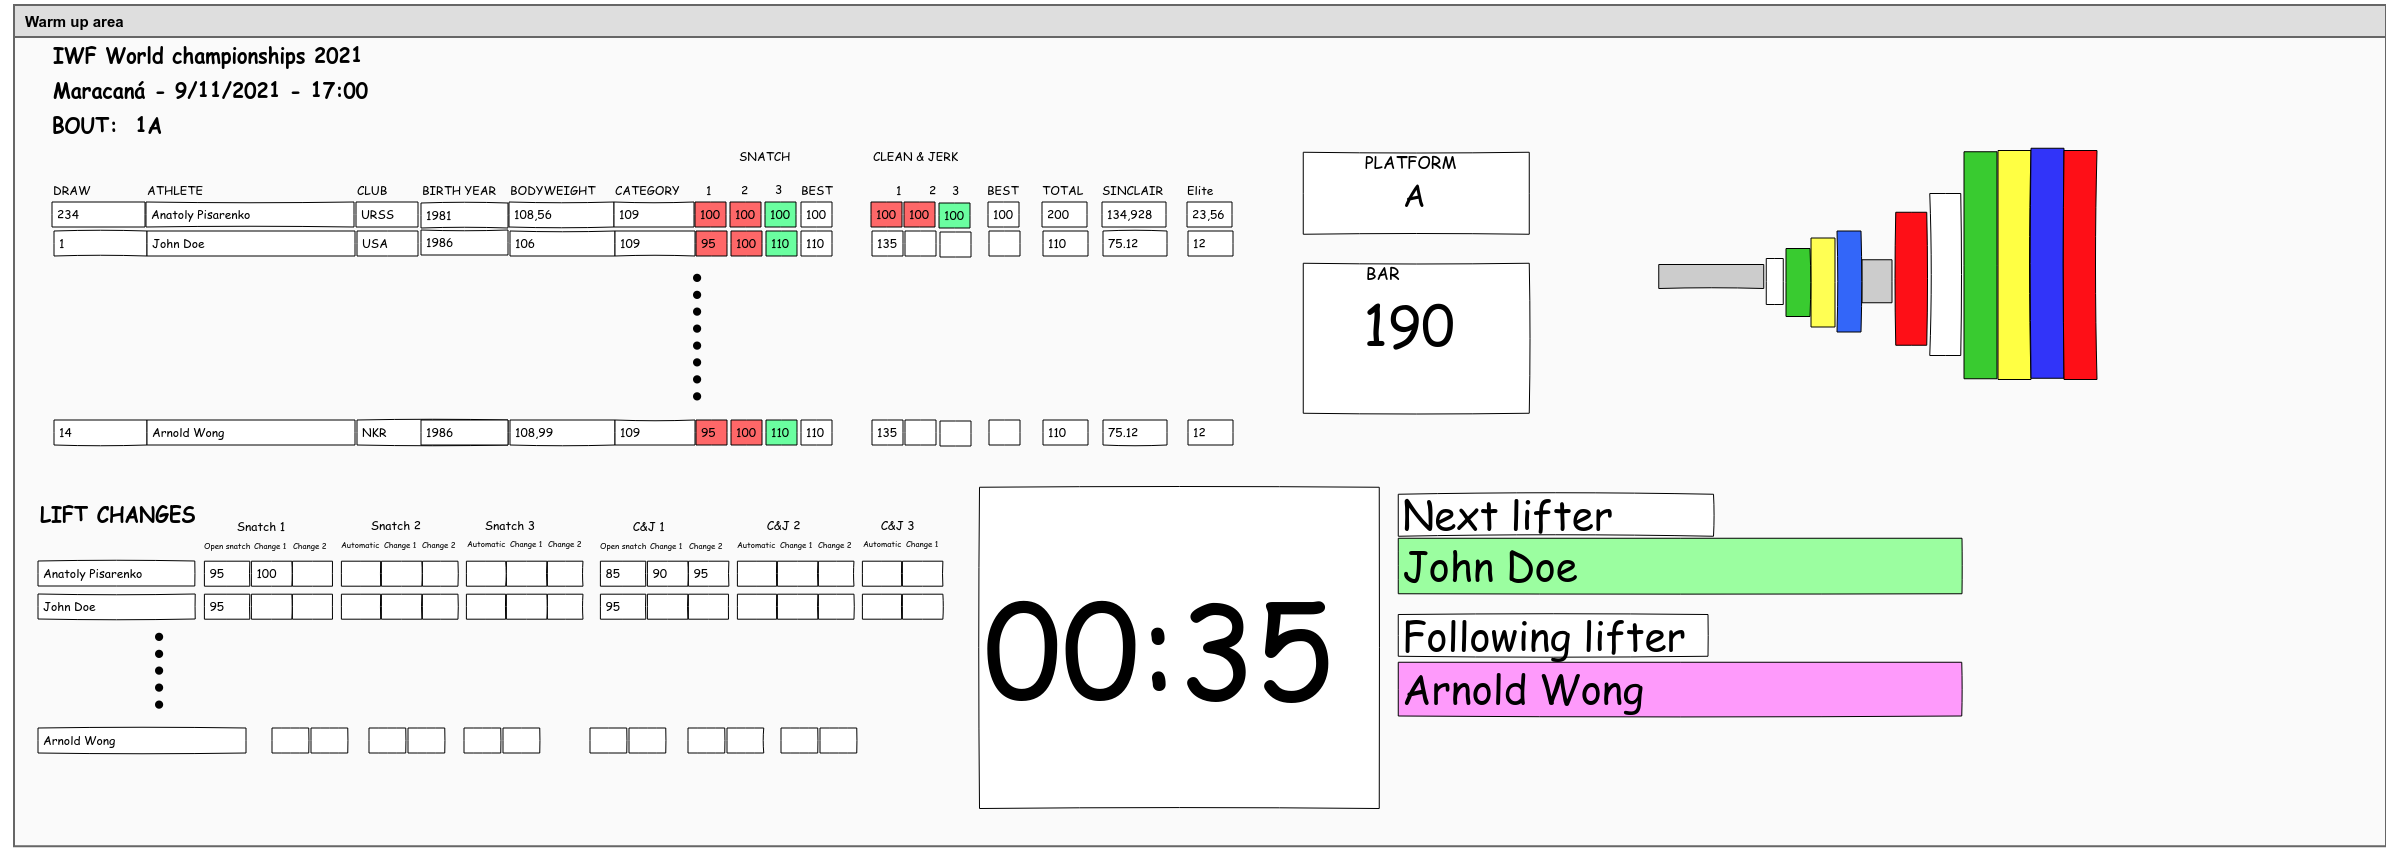 Warm up area
IWF World championships 2021
Maracaná - 9/11/2021 - 17:00
BOUT: 1A
SNATCH CLEAN & JERK
DRAW ATHLETE CLUB BIRTH YEAR BODYWEIGHT CATEGORY 1 2 3 BEST 1 2 3 BEST TOTAL SINCLAIR Elite
234 Anatoly Pisarenko URSS 1981 108,56 109 100 100 100 100 100 100 100 100 200 134,928 23,56
1 John Doe USA 1986 106 109 95 100 110 110 135 110 75.12 12
14 Arnold Wong NKR 1986 108,99 109 95 100 110 110 135 110 75.12 12
PLATFORM
A
BAR
190
LIFT CHANGES
Snatch 1 Snatch 2 Snatch 3 C&J 1 C&J 2 C&J 3
Open snatch Change 1 Change 2 Automatic Change 1 Change 2 Automatic Change 1 Change 2 Open snatch Change 1 Change 2 Automatic Change 1 Change 2 Automatic Change 1
Anatoly Pisarenko 95 100 85 90 95
John Doe 95 95
Arnold Wong
00:35
Next lifter
John Doe
Following lifter
Arnold Wong